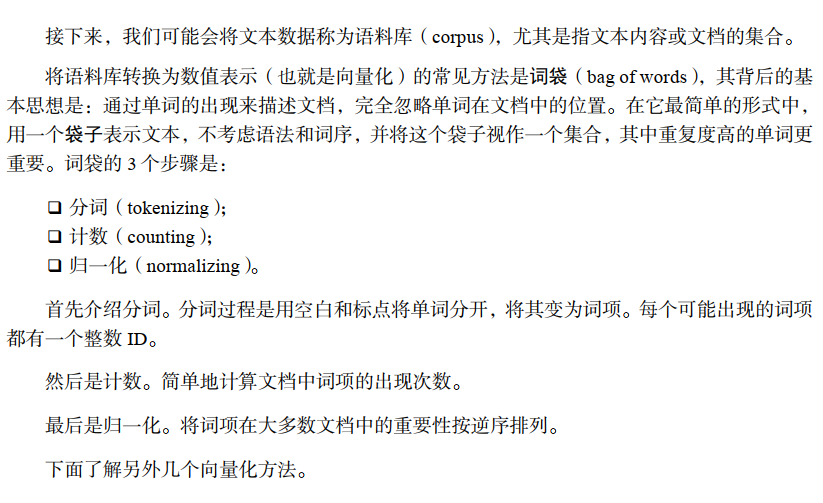 接下来，我们可能会将文本数据称为语料库（corpus），尤其是指文本内容或文档的集合。
将语料库转换为数值表示（也就是向量化）的常见方法是词袋（bag of words），其背后的基
本思想是：通过单词的出现来描述文档，完全忽略单词在文档中的位置。在它最简单的形式中，
用一个袋子表示文本，不考虑语法和词序，并将这个袋子视作一个集合，其中重复度高的单词更
重要。词袋的 3 个步骤是：
❑ 分词（tokenizing）；
❑ 计数（counting）；
❑ 归一化（normalizing）。
首先介绍分词。分词过程是用空白和标点将单词分开，将其变为词项。每个可能出现的词项
都有一个整数 ID。
然后是计数。简单地计算文档中词项的出现次数。
最后是归一化。将词项在大多数文档中的重要性按逆序排列。
下面了解另外几个向量化方法。